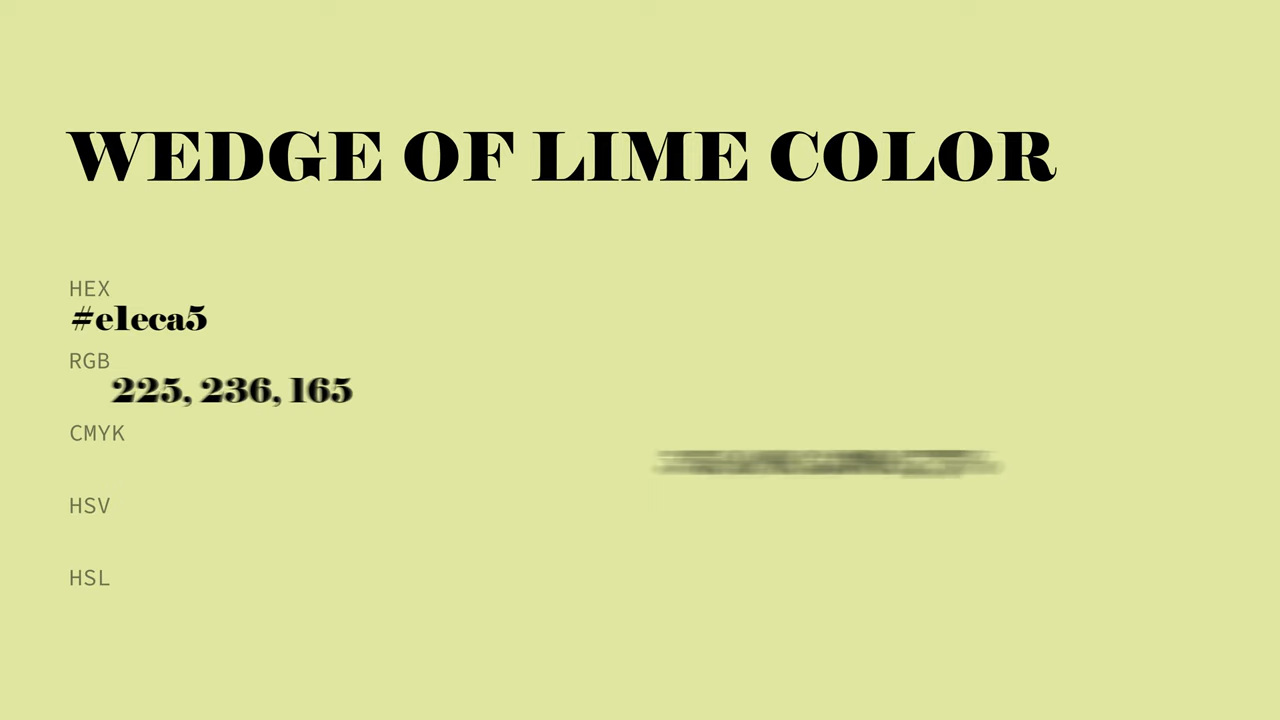 WEDGE OF LIME COLOR
HEX
#e1eca5
RGB
225, 236, 165
CMYK
HSV
HSL